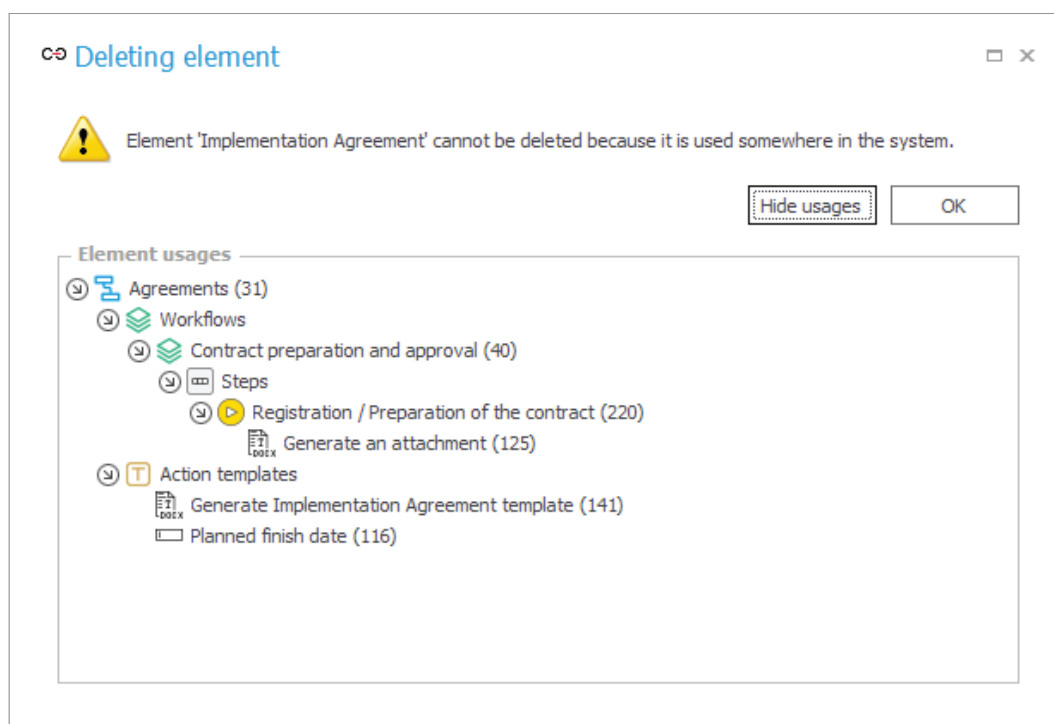 Deleting element
Element 'Implementation Agreement' cannot be deleted because it is used somewhere in the system.
Hide usages
OK
Element usages
Agreements (31)
Workflows
Contract preparation and approval (40)
Steps
Registration / Preparation of the contract (220)
Generate an attachment (125)
T
Action templates
Generate Implementation Agreement template (141)
Planned finish date (116)